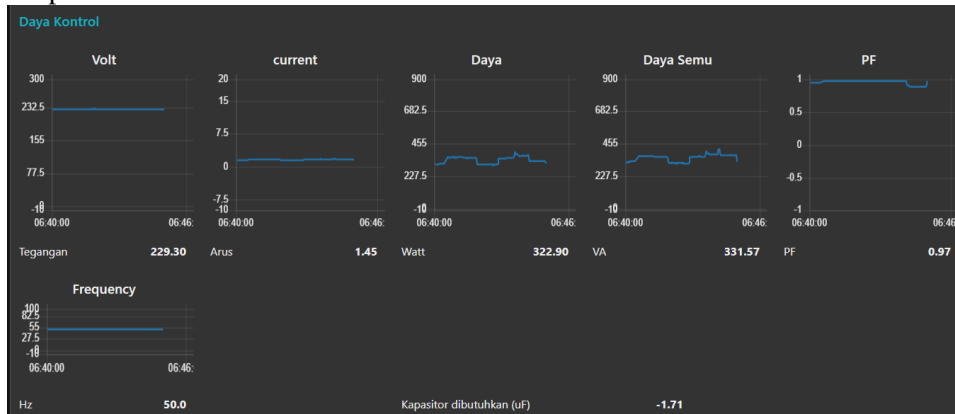 Daya Kontrol
Volt
300
232.5
155
77.5
0
-10
06:40:00 06:46:
current
20
15
7.5
0
-7.5
-10
06:40:00 06:46:
Daya
900
682.5
455
227.5
0
-10
06:40:00 06:46:
Daya Semu
900
682.5
455
227.5
0
-10
06:40:00 06:46:
PF
1
0.5
0
-0.5
-1
06:40:00 06:46
Tegangan 229.30
Arus 1.45
Watt 322.90
VA 331.57
PF 0.97
Frequency
100
82.5
55
27.5
0
-10
06:40:00 06:46:
Hz 50.0
Kapasitor dibutuhkan (uF) -1.71